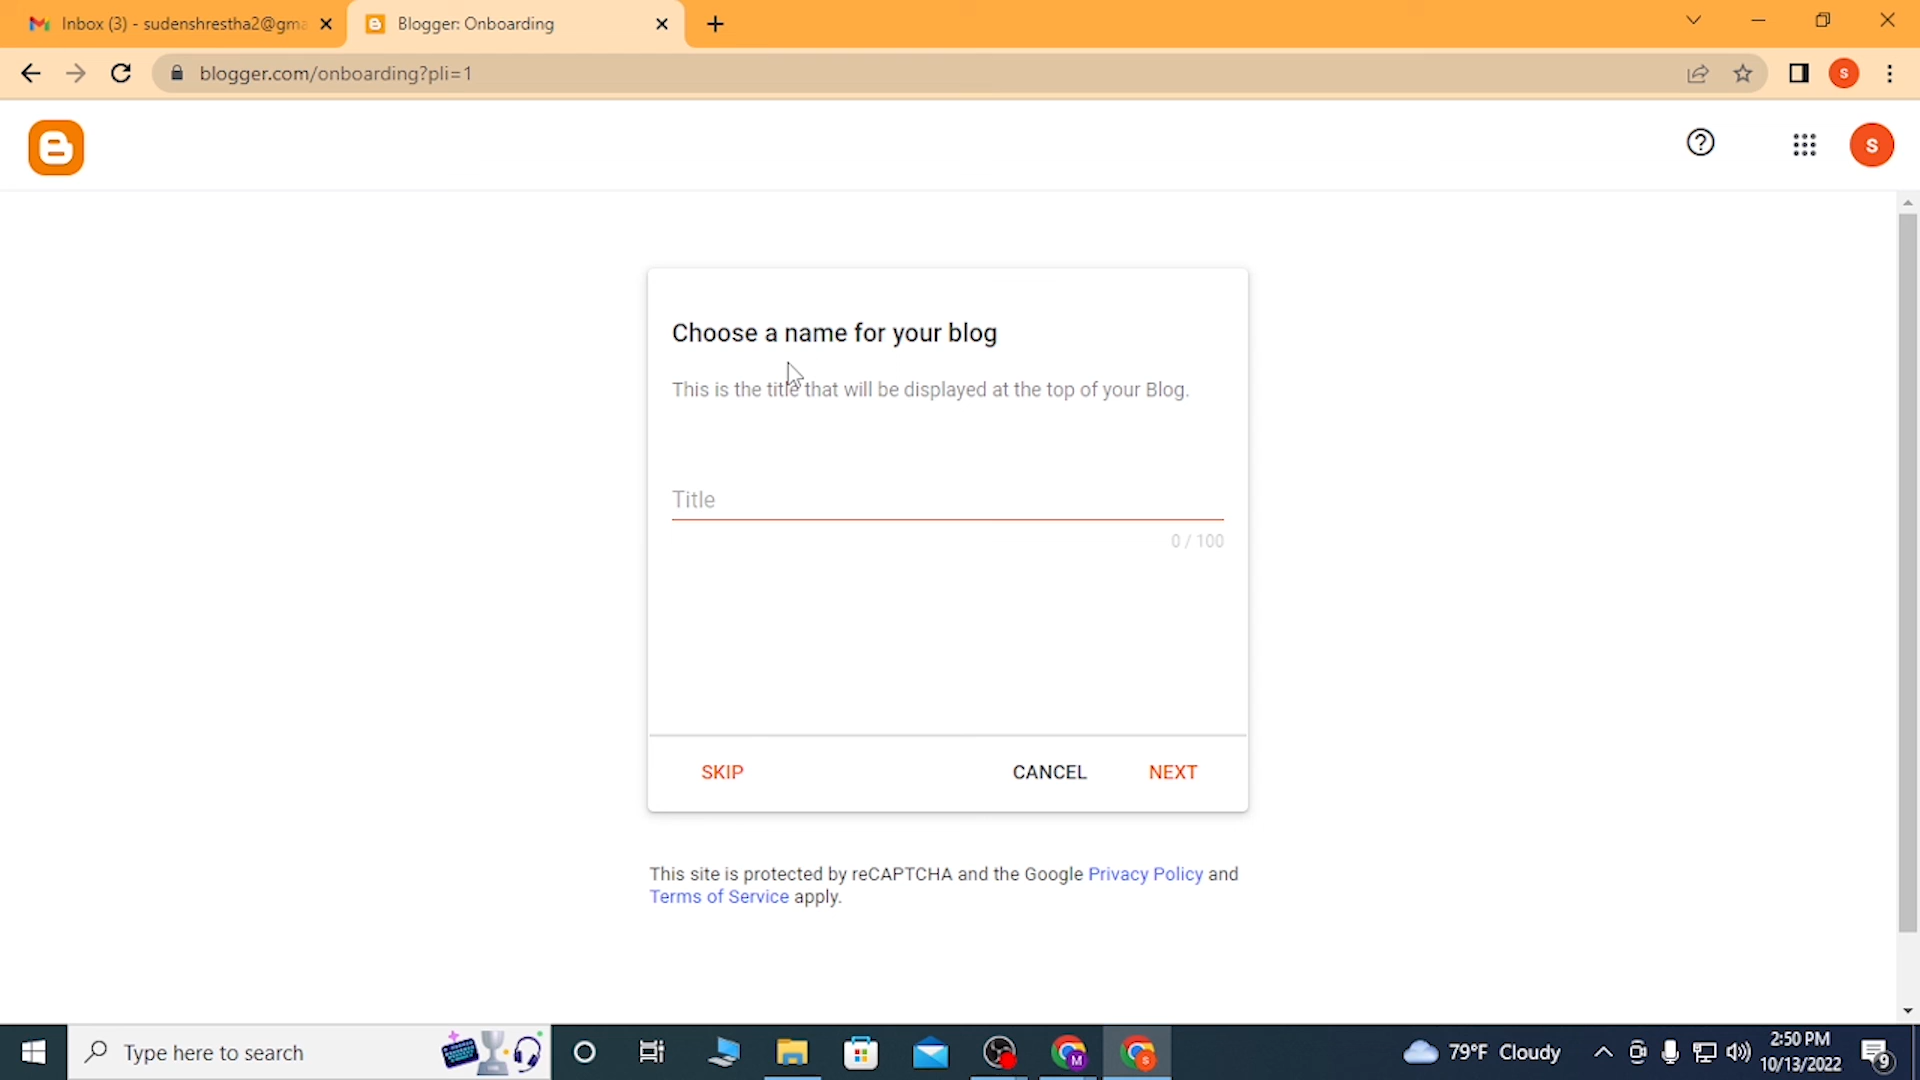 Inbox (3) - sudenshrestha2@gma
Blogger: Onboarding
blogger.com/onboarding?pli=1
S
S
Choose a name for your blog
This is the title that will be displayed at the top of your Blog.
Title
0 / 100
SKIP
CANCEL
NEXT
This site is protected by reCAPTCHA and the Google Privacy Policy and
Terms of Service apply.
Type here to search
M
S
79°F Cloudy
2:50 PM
10/13/2022
9